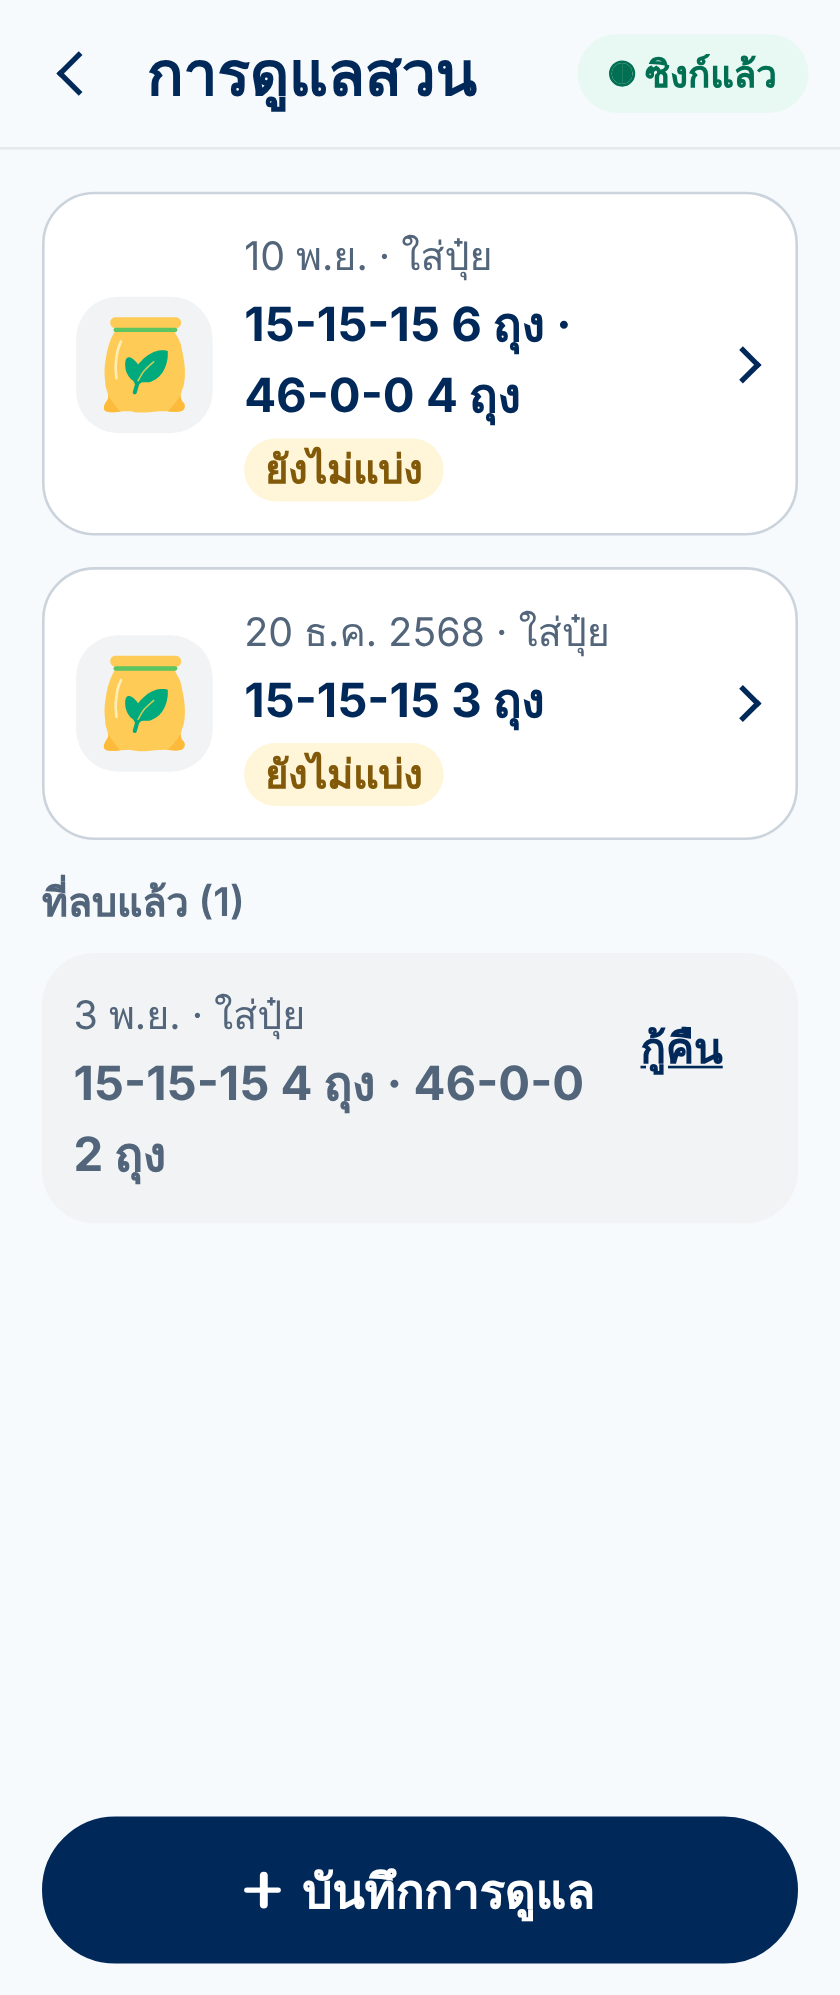 การดูแลสวน
ซิงก์แล้ว
10 พ.ย. · ใส่ปุ๋ย
15-15-15 6 ถุง ·
46-0-0 4 ถุง
ยังไม่แบ่ง
20 ธ.ค. 2568 · ใส่ปุ๋ย
15-15-15 3 ถุง
ยังไม่แบ่ง
ที่ลบแล้ว (1)
3 พ.ย. · ใส่ปุ๋ย
15-15-15 4 ถุง · 46-0-0
2 ถุง
กู้คืน
+ บันทึกการดูแล